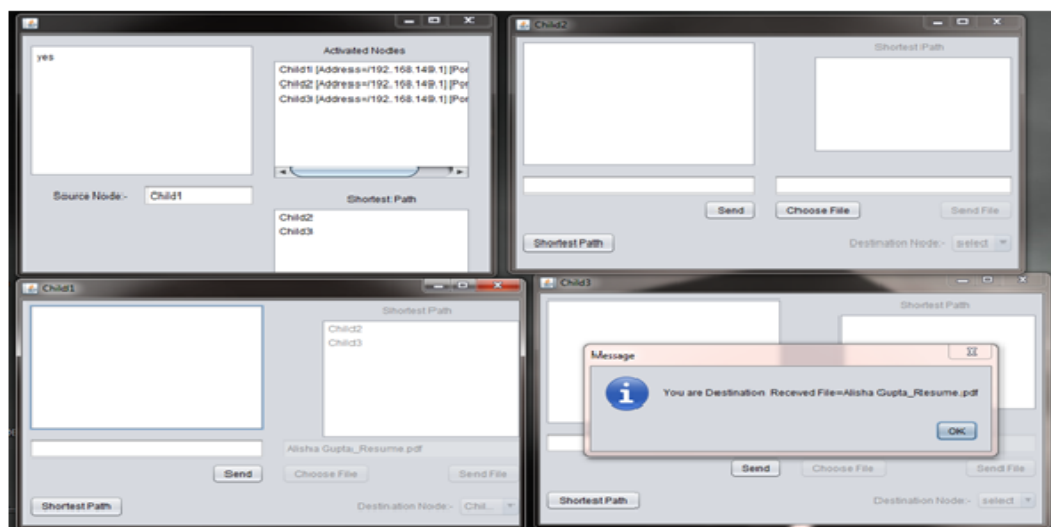 yes
Activated Nodes
Child1 [Address=/192.168.149.1] [Por
Child2 [Address=/192.168.149.1] [Por
Child3 [Address=/192.168.149.1] [Por
Source Node:- Child1
Shortest Path
Child2
Child3
Child2
Shortest Path
Send Choose File Send File
Shortest Path Destination Node:- select
Child1
Shortest Path
Child2
Child3
Alisha Gupta_Resume.pdf
Send Choose File Send File
Shortest Path Destination Node:- Chil...
Child3
Shortest Path
Message
You are Destination Receved File=Alisha Gupta_Resume.pdf
OK
Send Choose File Send File
Shortest Path Destination Node:- select